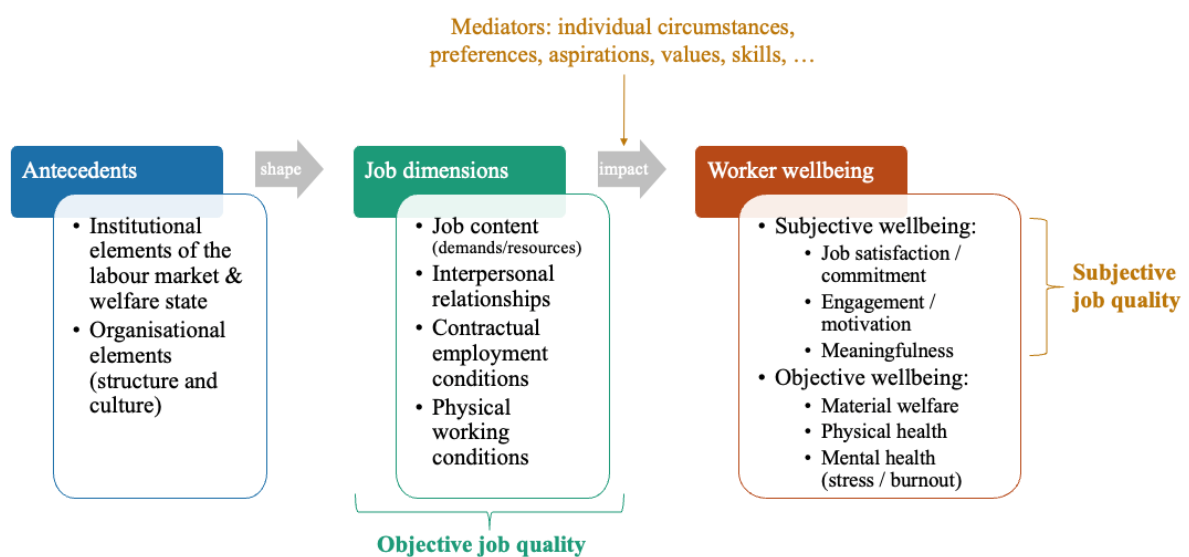 Mediators: individual circumstances,
preferences, aspirations, values, skills, …
Antecedents
shape
Job dimensions
impact
Worker wellbeing
• Institutional
elements of the
labour market &
welfare state
• Organisational
elements
(structure and
culture)
• Job content
(demands/resources)
• Interpersonal
relationships
• Contractual
employment
conditions
• Physical
working
conditions
Objective job quality
• Subjective wellbeing:
• Job satisfaction /
commitment
• Engagement /
motivation
• Meaningfulness
• Objective wellbeing:
• Material welfare
• Physical health
• Mental health
(stress / burnout)
Subjective
job quality